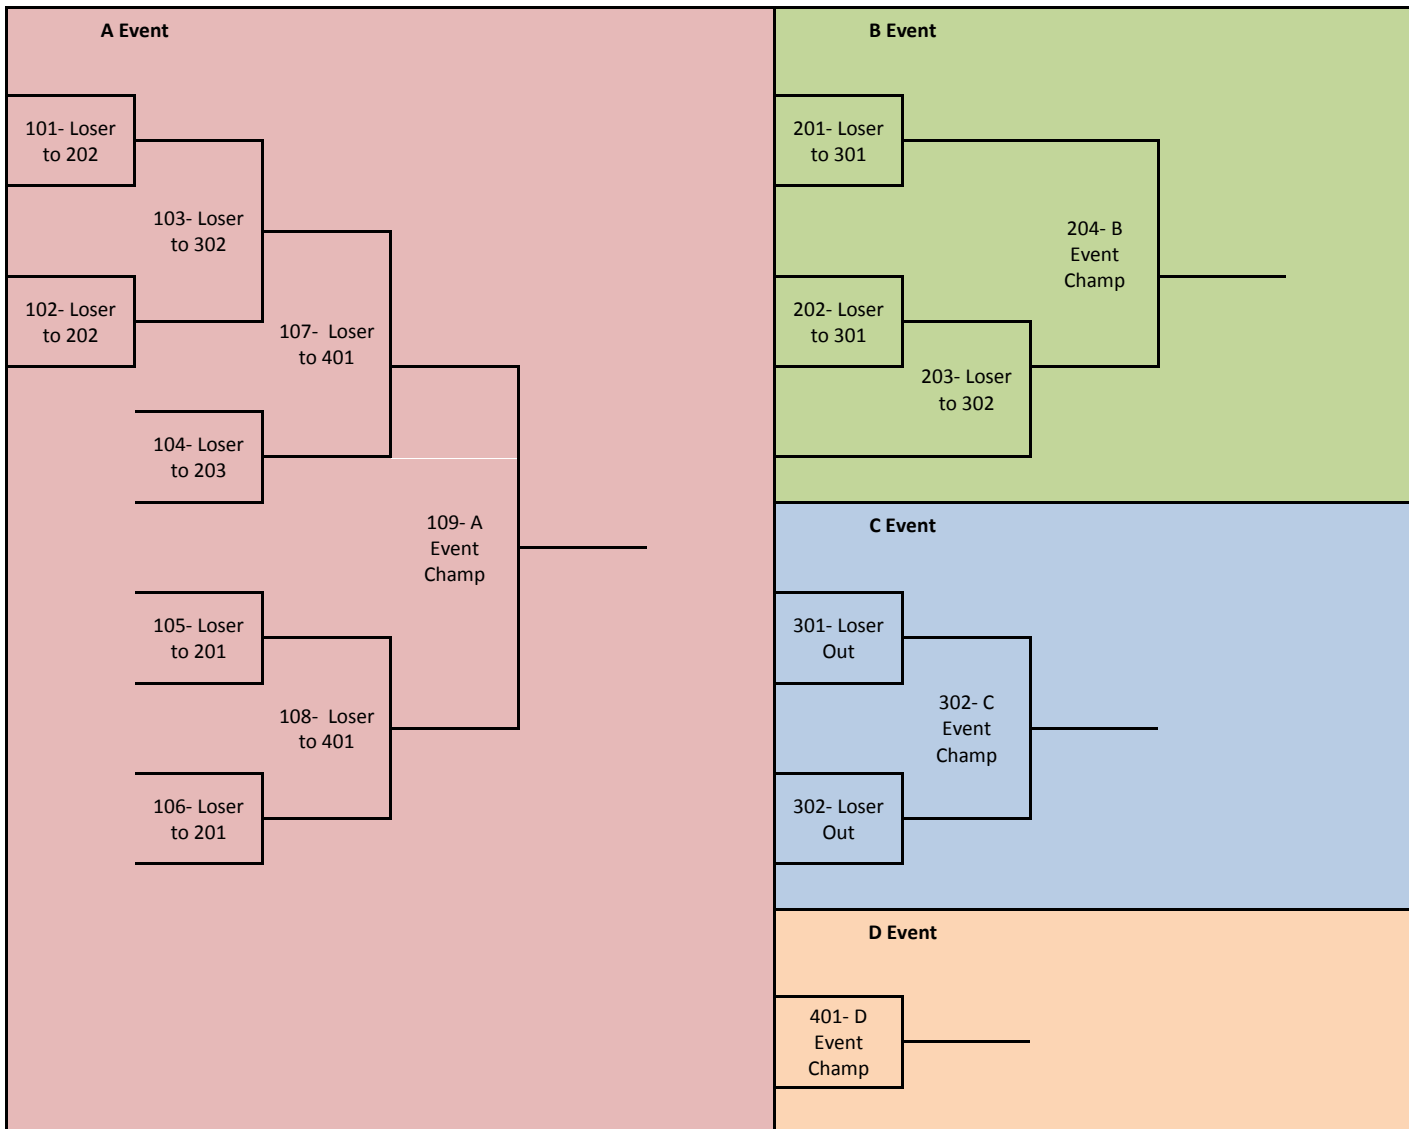 A Event
101- Loser
to 202
103- Loser
to 302
102- Loser
to 202
107-  Loser
to 401
104- Loser
to 203
109- A
Event
Champ
105- Loser
to 201
108-  Loser
to 401
106- Loser
to 201
B Event
201- Loser
to 301
204- B
Event
Champ
202- Loser
to 301
203- Loser
to 302
C Event
301- Loser
Out
302- C
Event
Champ
302- Loser
Out
D Event
401- D
Event
Champ